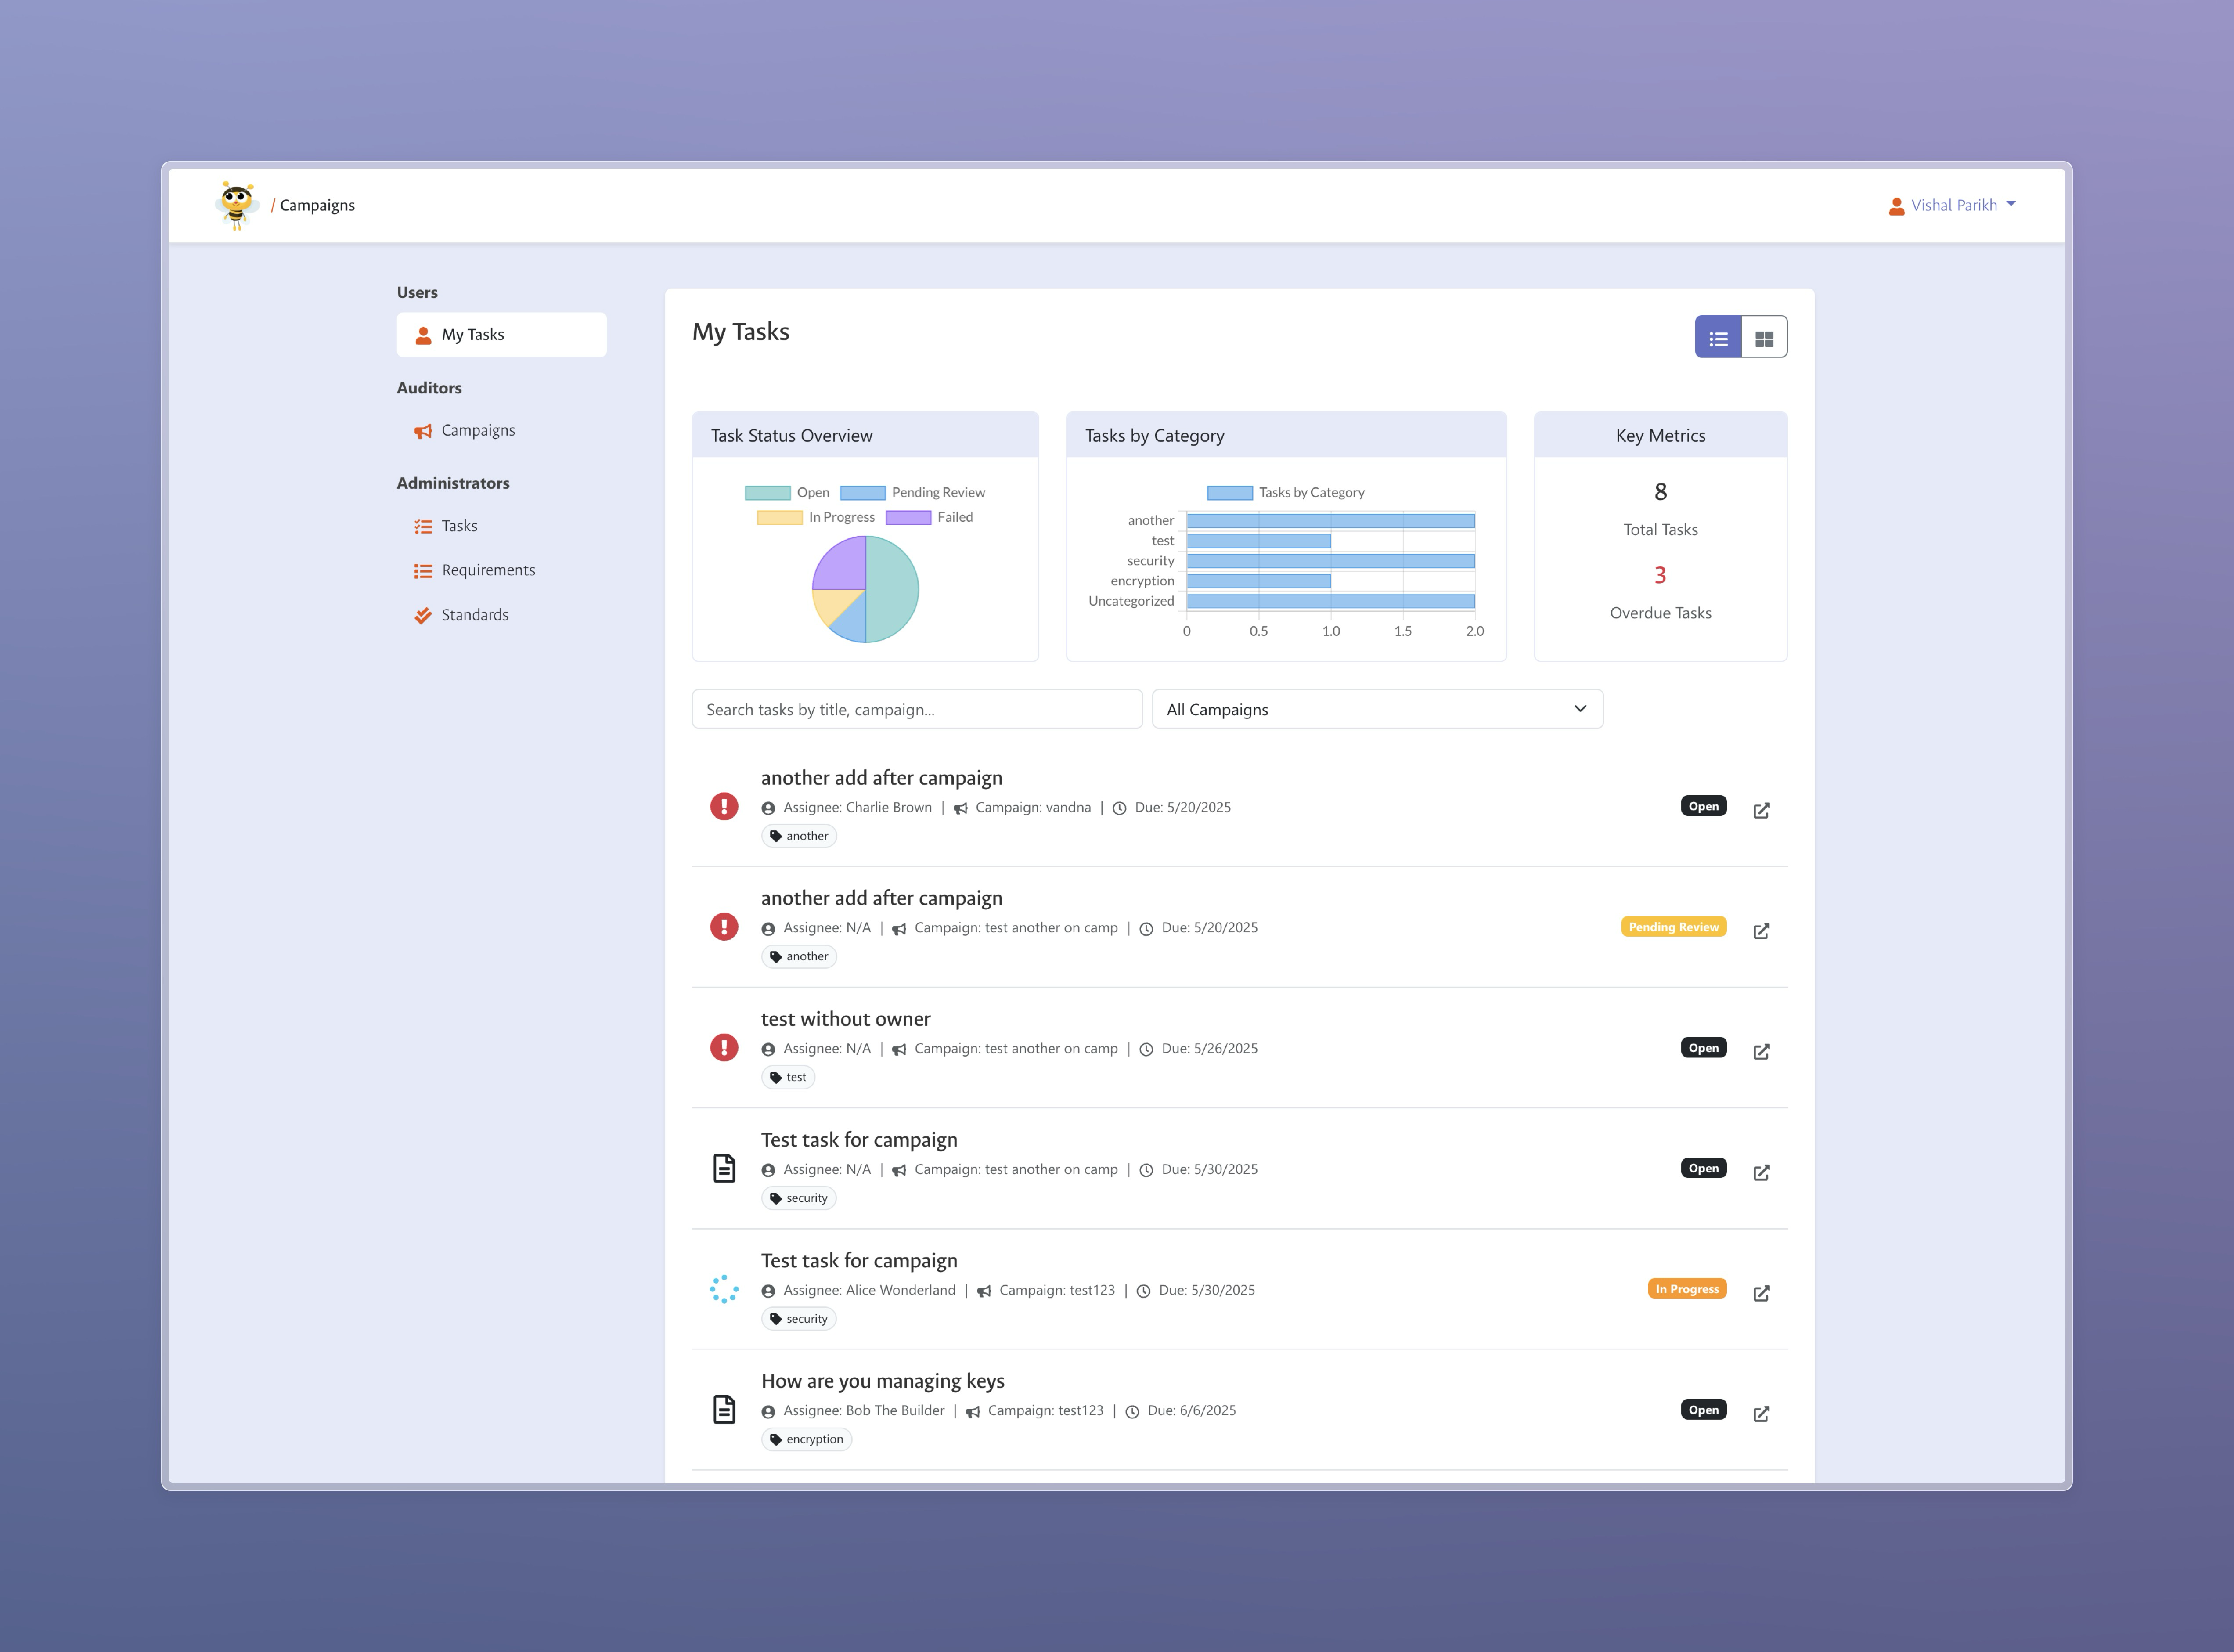 / Campaigns
Vishal Parikh
Users
My Tasks
Auditors
Campaigns
Administrators
Tasks
Requirements
Standards
My Tasks
Task Status Overview
Open
Pending Review
In Progress
Failed
Tasks by Category
Tasks by Category
another
test
security
encryption
Uncategorized
0 0.5 1.0 1.5 2.0
Key Metrics
8
Total Tasks
3
Overdue Tasks
Search tasks by title, campaign...
All Campaigns
another add after campaign
Assignee: Charlie Brown | Campaign: vandna | Due: 5/20/2025
another
Open
another add after campaign
Assignee: N/A | Campaign: test another on camp | Due: 5/20/2025
another
Pending Review
test without owner
Assignee: N/A | Campaign: test another on camp | Due: 5/26/2025
test
Open
Test task for campaign
Assignee: N/A | Campaign: test another on camp | Due: 5/30/2025
security
Open
Test task for campaign
Assignee: Alice Wonderland | Campaign: test123 | Due: 5/30/2025
security
In Progress
How are you managing keys
Assignee: Bob The Builder | Campaign: test123 | Due: 6/6/2025
encryption
Open